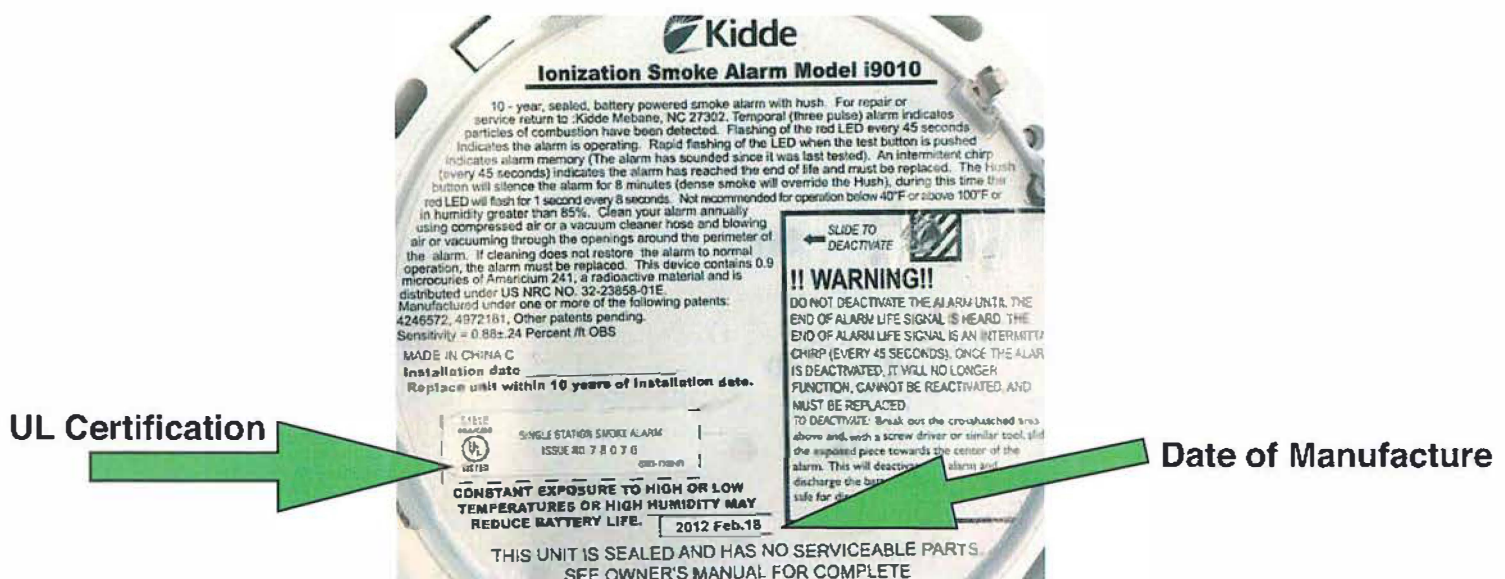 Kidde
Ionization Smoke Alarm Model i9010
10 - year, sealed, battery powered smoke alarm with hush. For repair or
service return to :Kidde Mebane, NC 27302. Temporal (three pulse) alarm indicates
particles of combustion have been detected. Flashing of the red LED every 45 seconds
indicates the alarm is operating. Rapid flashing of the LED when the test button is pushed
indicates alarm memory (The alarm has sounded since it was last tested). An intermittent chirp
(every 45 seconds) indicates the alarm has reached the end of life and must be replaced. The Hush
button will silence the alarm for 8 minutes (dense smoke will override the Hush), during this time the
red LED will flash for 1 second every 8 seconds. Not recommended for operation below 40°F or above 100°F or
in humidity greater than 85%. Clean your alarm annually
using compressed air or a vacuum cleaner hose and blowing
air or vacuuming through the openings around the perimeter of
the alarm. If cleaning does not restore the alarm to normal
operation, the alarm must be replaced. This device contains 0.9
microcuries of Americium 241, a radioactive material and is
distributed under US NRC NO. 32-23858-01E.
Manufactured under one or more of the following patents:
4246572, 4972181, Other patents pending.
Sensitivity = 0.88±.24 Percent /ft OBS
MADE IN CHINA C
Installation date
Replace unit within 10 years of installation date.
UL
LISTED
SINGLE STATION SMOKE ALARM
ISSUE NO 78076
CONSTANT EXPOSURE TO HIGH OR LOW
TEMPERATURES OR HIGH HUMIDITY MAY
REDUCE BATTERY LIFE.
2012 Feb.18
THIS UNIT IS SEALED AND HAS NO SERVICEABLE PARTS.
SEE OWNER'S MANUAL FOR COMPLETE
SLIDE TO
DEACTIVATE
!! WARNING!!
DO NOT DEACTIVATE THE ALARM UNTIL THE
END OF ALARM LIFE SIGNAL IS HEARD. THE
END OF ALARM LIFE SIGNAL IS AN INTERMITTE
CHIRP (EVERY 45 SECONDS). ONCE THE ALAR
IS DEACTIVATED, IT WILL NO LONGER
FUNCTION, CANNOT BE REACTIVATED, AND
MUST BE REPLACED
TO DEACTIVATE: Break out the crosshatched area
above and, with a screw driver or similar tool, slid
the exposed piece towards the center of the
alarm. This will alarm and
discharge the
safe for
UL Certification
Date of Manufacture